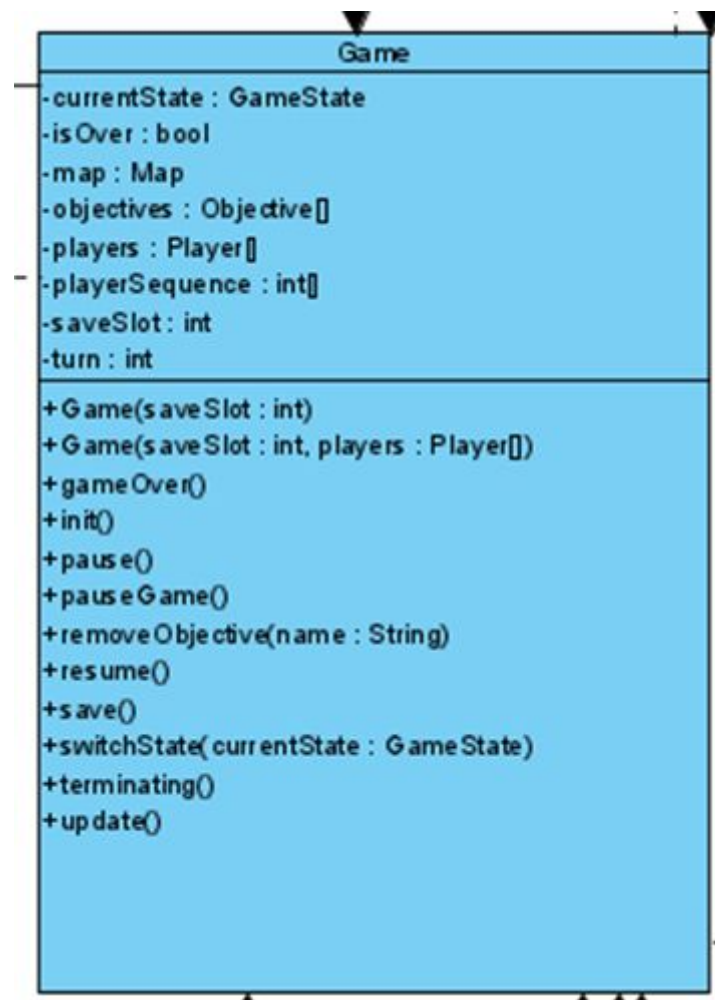 Game
-currentState : GameState
-isOver : bool
-map : Map
-objectives : Objective[]
-players : Player[]
-playerSequence : int[]
-saveSlot : int
-turn : int
+Game(saveSlot : int)
+Game(saveSlot : int, players : Player[])
+gameOver()
+init()
+pause()
+pauseGame()
+removeObjective(name : String)
+resume()
+save()
+switchState(currentState : GameState)
+terminating()
+update()